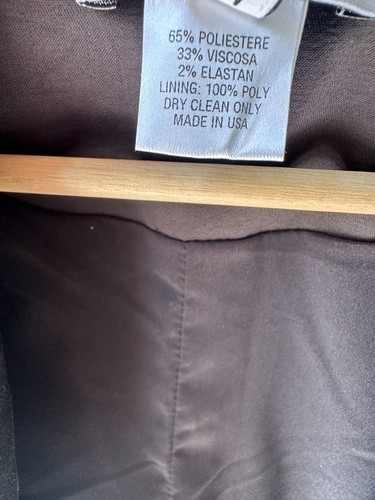 65% POLIESTERE
33% VISCOSA
2% ELASTAN
LINING: 100% POLY
DRY CLEAN ONLY
MADE IN USA